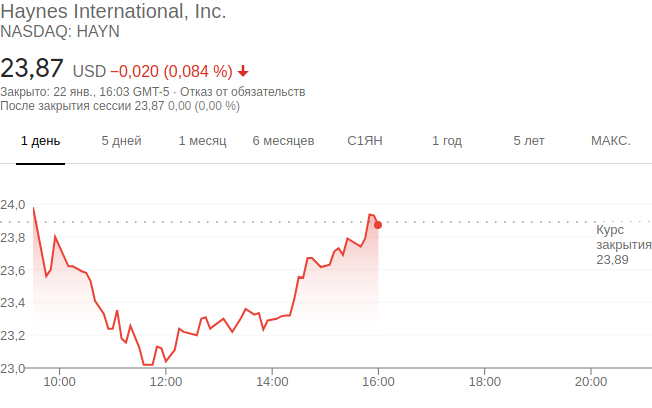 Haynes International, Inc.
NASDAQ: HAYN
23,87 USD −0,020 (0,084 %)
Закрыто: 22 янв., 16:03 GMT-5 · Отказ от обязательств
После закрытия сессии 23,87 0,00 (0,00 %)
1 день 5 дней 1 месяц 6 месяцев С1ЯН 1 год 5 лет МАКС.
24,0
23,8
23,6
23,4
23,2
23,0
Курс
закрытия
23,89
10:00 12:00 14:00 16:00 18:00 20:00